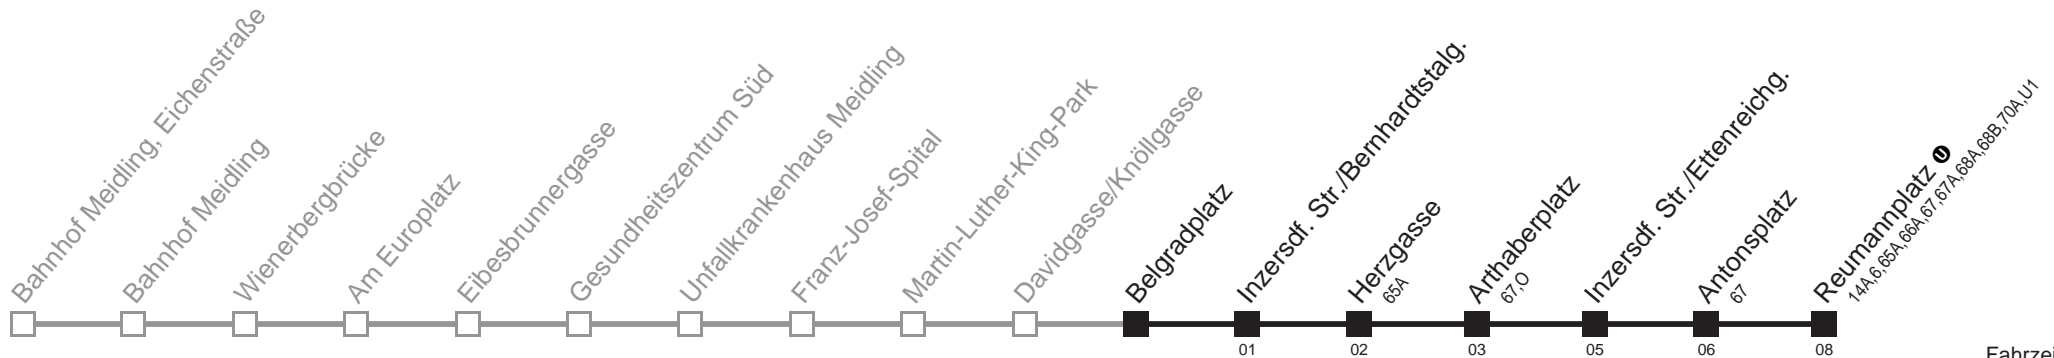 Bahnhof Meidling, Eichenstraße
Bahnhof Meidling
Wienerbergbrücke
Am Europlatz
Eibesbrunnergasse
Gesundheitszentrum Süd
Unfallkrankenhaus Meidling
Franz-Josef-Spital
Martin-Luther-King-Park
Davidgasse/Knöllgasse
Belgradplatz
Inzersdf. Str./Bernhardtstalg.
Herzgasse
65A
Arthaberplatz
67,O
Inzersdf. Str./Ettenreichg.
Antonsplatz
67
Reumannplatz U
14A,6,65A,66A,67,67A,68A,68B,70A,U1
01 02 03 05 06 08
Fahrzei